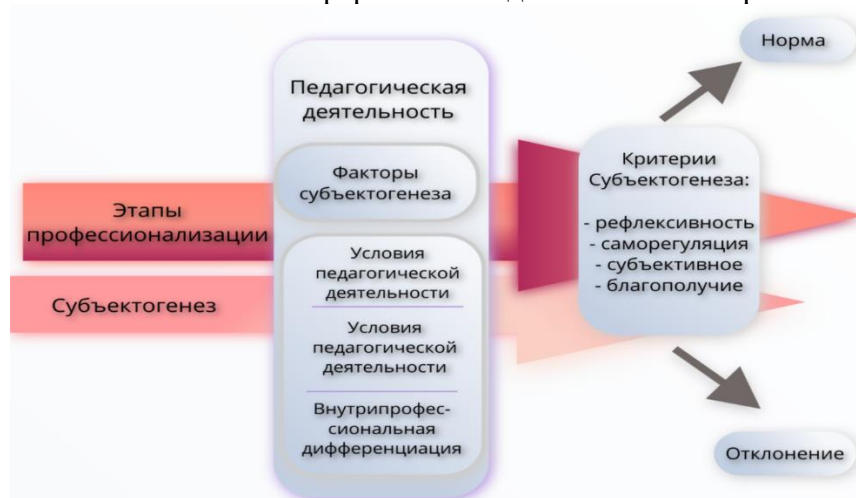 Норма
Педагогическая
деятельность
Факторы
субъектогенеза
Критерии
Субъектогенеза:
- рефлексивность
- саморегуляция
- субъективное
- благополучие
Этапы
профессионализации
Условия
педагогической
деятельности
Субъектогенез
Условия
педагогической
деятельности
Внутрипрофес-
сиональная
дифференциация
Отклонение